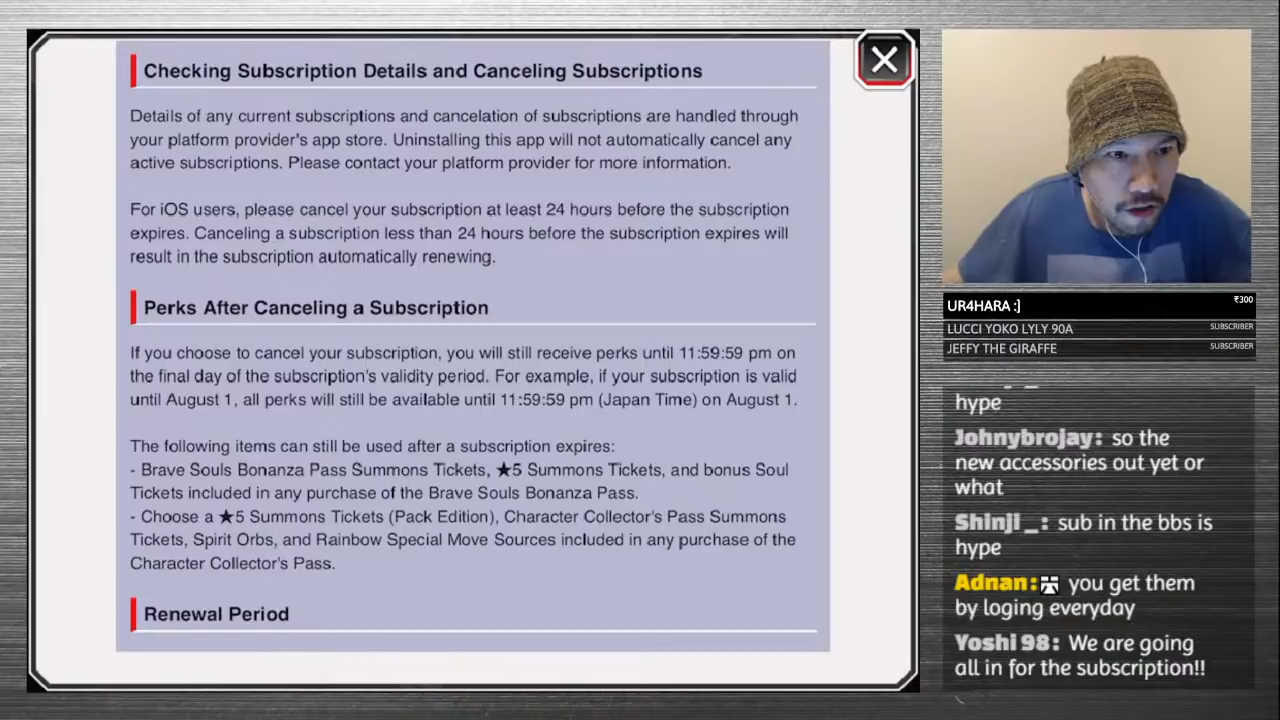 Checking Subscription Details and Canceling Subscriptions
Details of any current subscriptions and cancelation of subscriptions are handled through
your platform provider's app store. Uninstalling this app will not automatically cancel any
active subscriptions. Please contact your platform provider for more information.
For iOS users, please cancel your subscription at least 24 hours before the subscription
expires. Canceling a subscription less than 24 hours before the subscription expires will
result in the subscription automatically renewing.
Perks After Canceling a Subscription
If you choose to cancel your subscription, you will still receive perks until 11:59:59 pm on
the final day of the subscription's validity period. For example, if your subscription is valid
until August 1, all perks will still be available until 11:59:59 pm (Japan Time) on August 1.
The following items can still be used after a subscription expires:
- Brave Souls Bonanza Pass Summons Tickets, ★5 Summons Tickets, and bonus Soul
Tickets included in any purchase of the Brave Souls Bonanza Pass.
- Choose a ★5 Summons Tickets (Pack Edition), Character Collector's Pass Summons
Tickets, Spirit Orbs, and Rainbow Special Move Sources included in any purchase of the
Character Collector's Pass.
Renewal Period
UR4HARA :] ₹300
LUCCI YOKO LYLY 90A SUBSCRIBER
JEFFY THE GIRAFFE SUBSCRIBER
hype
Johnybrojay: so the
new accessories out yet or
what
Shinji_: sub in the bbs is
hype
Adnan: you get them
by loging everyday
Yoshi 98: We are going
all in for the subscription!!